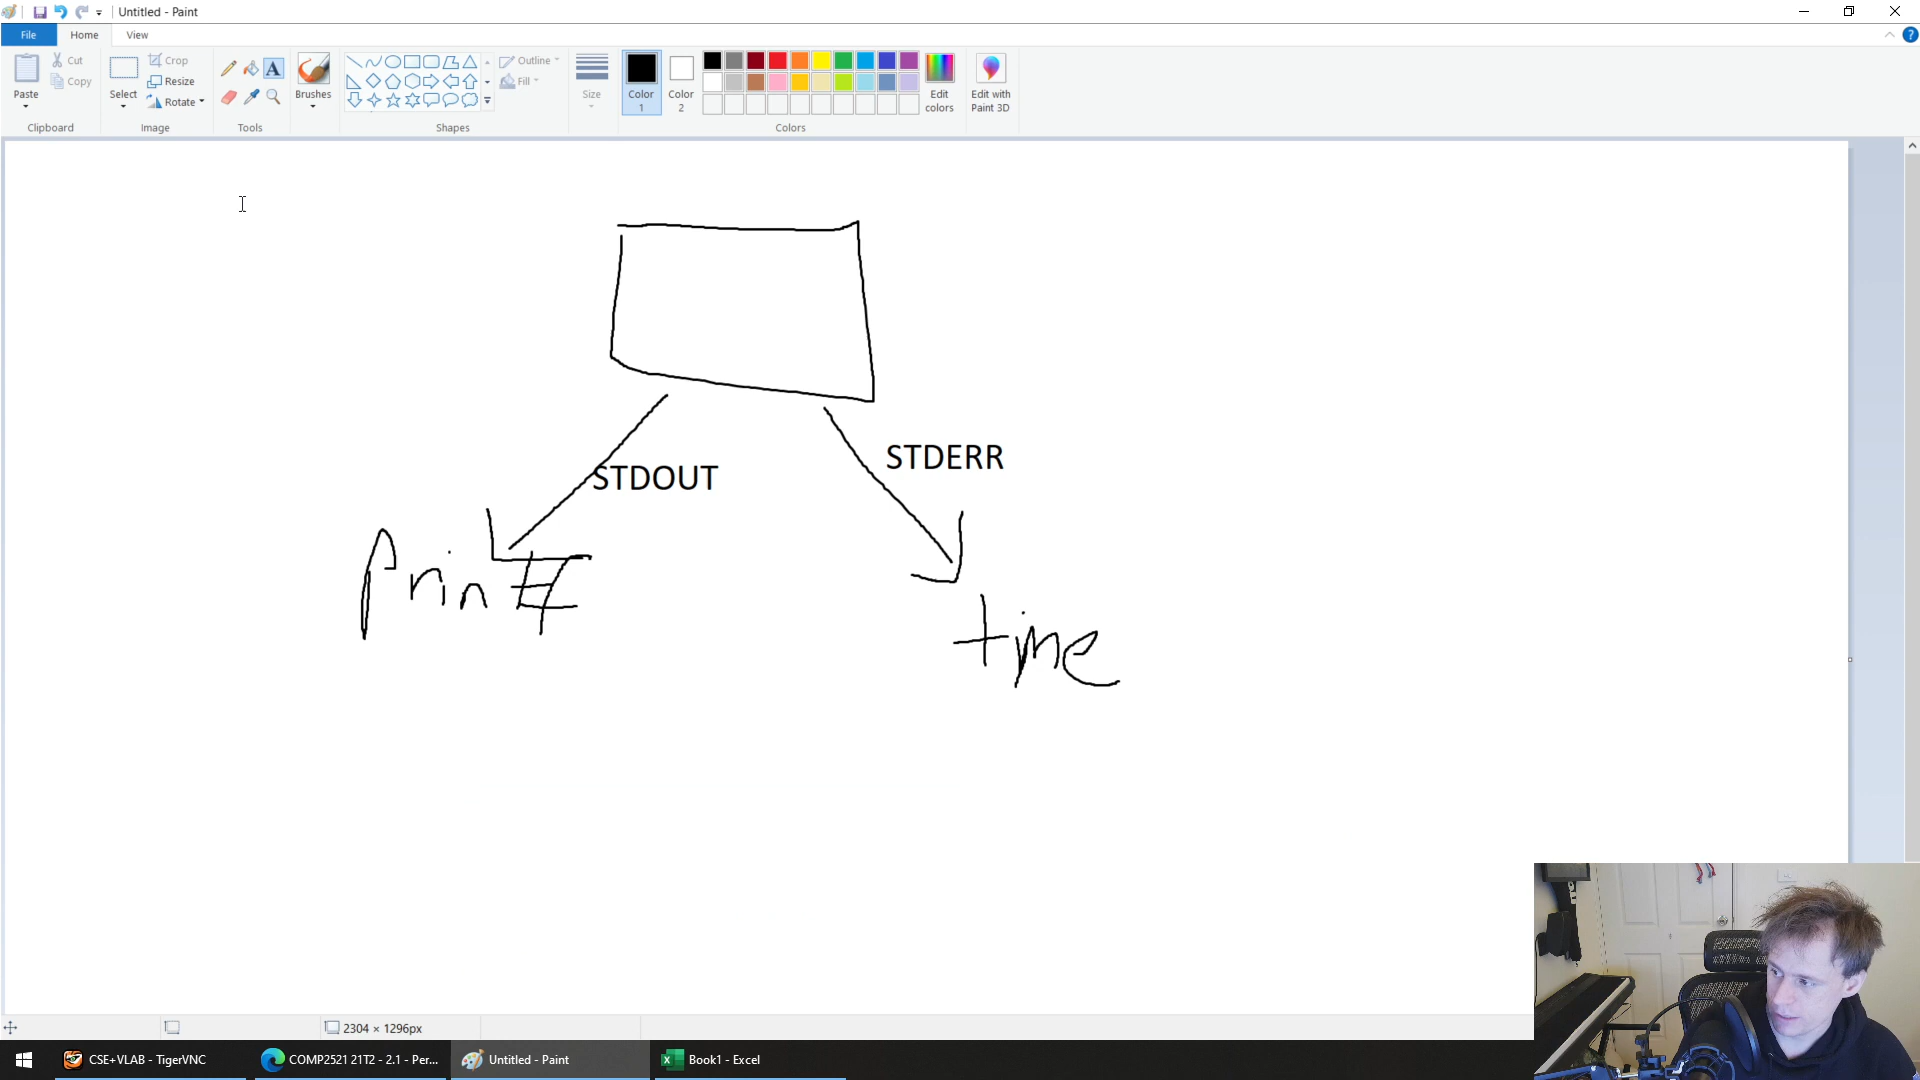 Untitled - Paint
File Home View
Paste
Cut
Copy
Clipboard
Select
Crop
Resize
Rotate
Image
Tools
Brushes
Shapes
Outline
Fill
Size
Color 1
Color 2
Colors
Edit colors
Edit with Paint 3D
STDOUT
STDERR
printf
time
2304 × 1296px
CSE+VLAB - TigerVNC
COMP2521 21T2 - 2.1 - Per...
Untitled - Paint
Book1 - Excel